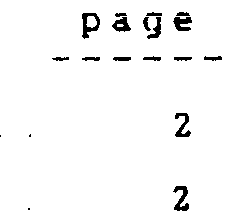 page
------
. . 2
. 2